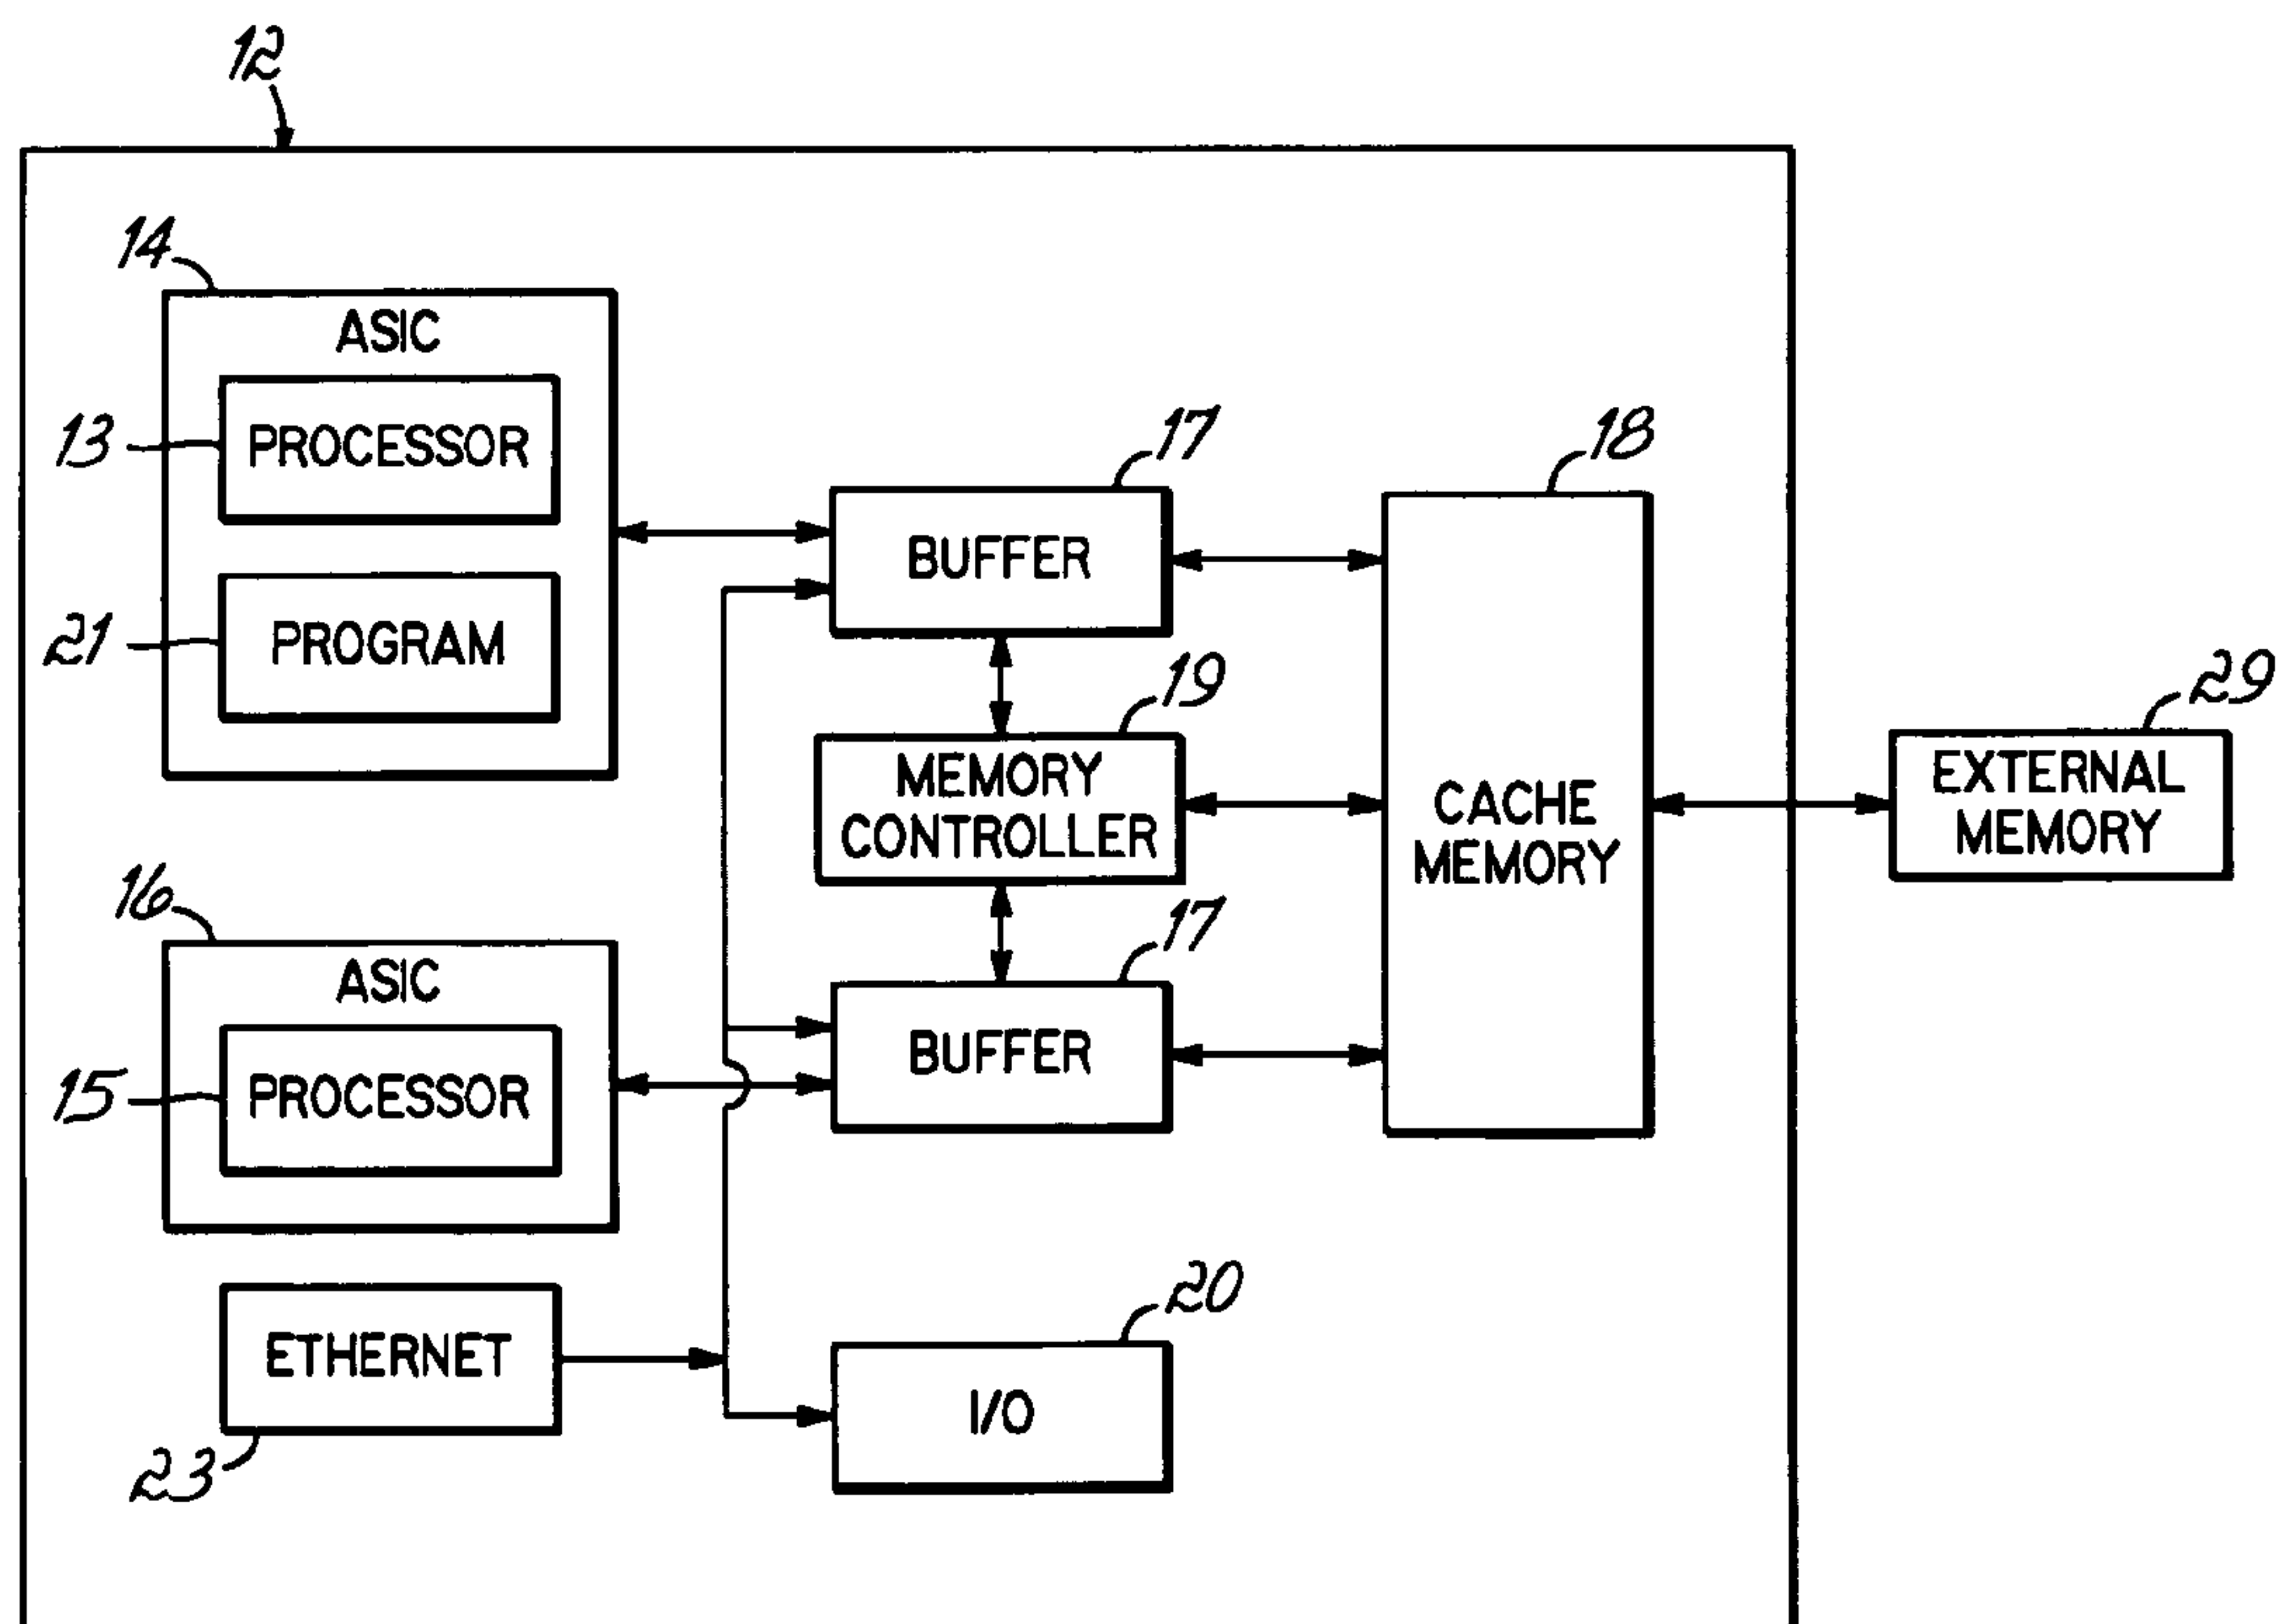 12
14
ASIC
13
PROCESSOR
21
PROGRAM
17
BUFFER
18
CACHE
MEMORY
19
MEMORY
CONTROLLER
29
EXTERNAL
MEMORY
16
ASIC
15
PROCESSOR
17
BUFFER
ETHERNET
23
20
I/O